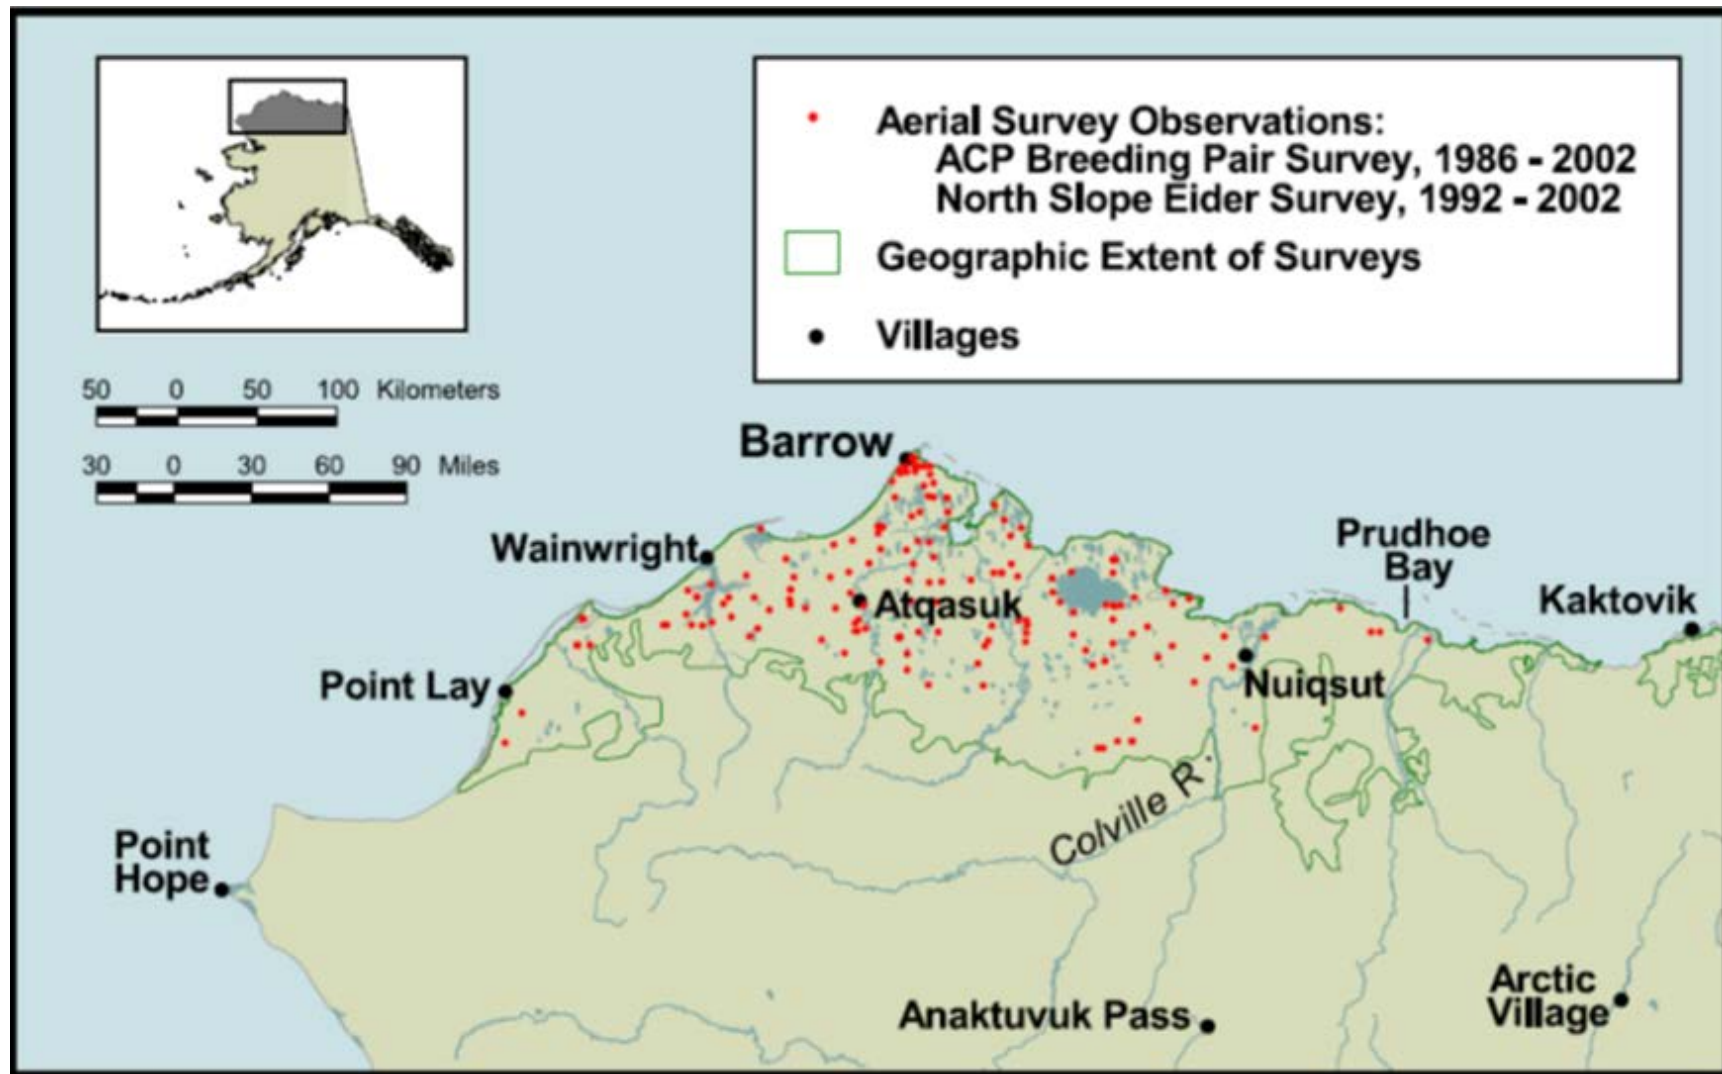 Aerial Survey Observations:
ACP Breeding Pair Survey, 1986 - 2002
North Slope Eider Survey, 1992 - 2002
Geographic Extent of Surveys
Villages
50 0 50 100 Kilometers
30 0 30 60 90 Miles
Barrow
Wainwright
Prudhoe
Bay
Kaktovik
Atqasuk
Point Lay
Nuiqsut
Colville R.
Point
Hope
Arctic
Village
Anaktuvuk Pass